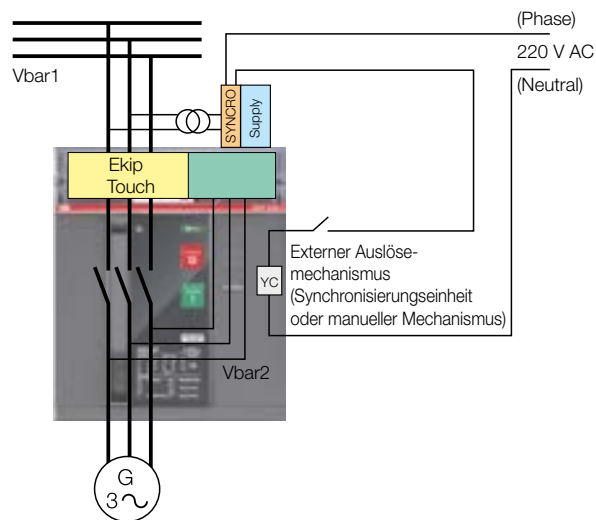 (Phase)
220 V AC
(Neutral)
Vbar1
SYNCRO
Supply
Ekip
Touch
Externer Auslöse-
mechanismus
(Synchronisierungseinheit
oder manueller Mechanismus)
YC
Vbar2
G
3